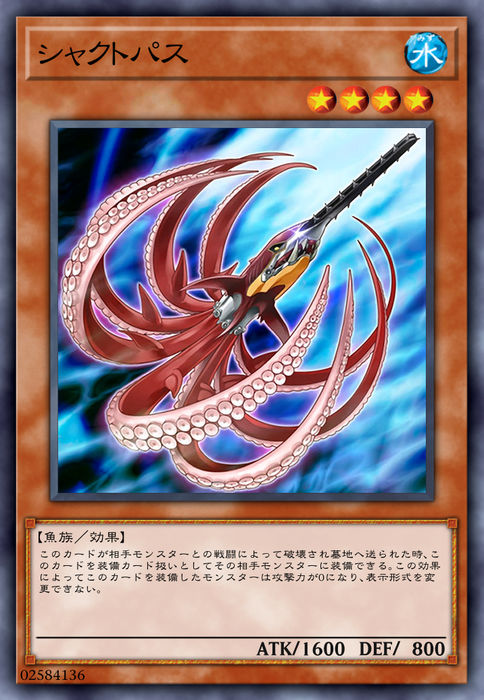 シャクトパス
みず
水
【魚族／効果】
このカードが相手モンスターとの戦闘によって破壊され墓地へ送られた時、こ
のカードを装備カード扱いとしてその相手モンスターに装備できる。この効果
によってこのカードを装備したモンスターは攻撃力が0になり、表示形式を変
更できない。
ATK/1600 DEF/ 800
02584136